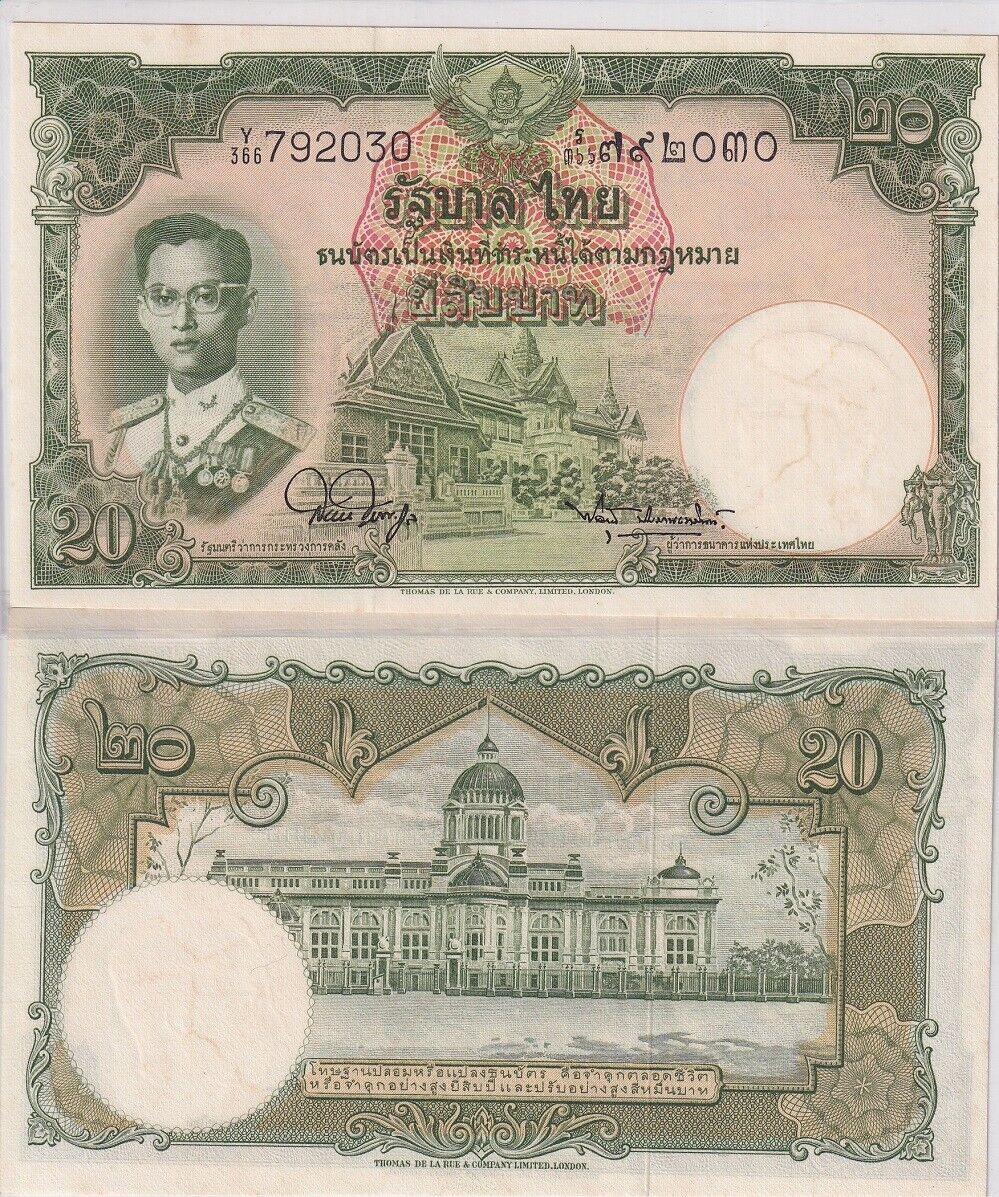 ๒๐
Y/366 792030
ร/๓๖๖ ๗๙๒๐๓๐
รัฐบาลไทย
ธนบัตรเป็นเงินที่ชำระหนี้ได้ตามกฎหมาย
ยี่สิบบาท
20
รัฐมนตรีว่าการกระทรวงการคลัง
ผู้ว่าการธนาคารแห่งประเทศไทย
THOMAS DE LA RUE & COMPANY, LIMITED, LONDON.
๒๐
20
โทษฐานปลอมหรือแปลงธนบัตร คือจำคุกตลอดชีวิต
หรือจำคุกอย่างสูงยี่สิบปี และปรับอย่างสูงสี่หมื่นบาท
THOMAS DE LA RUE & COMPANY LIMITED, LONDON.